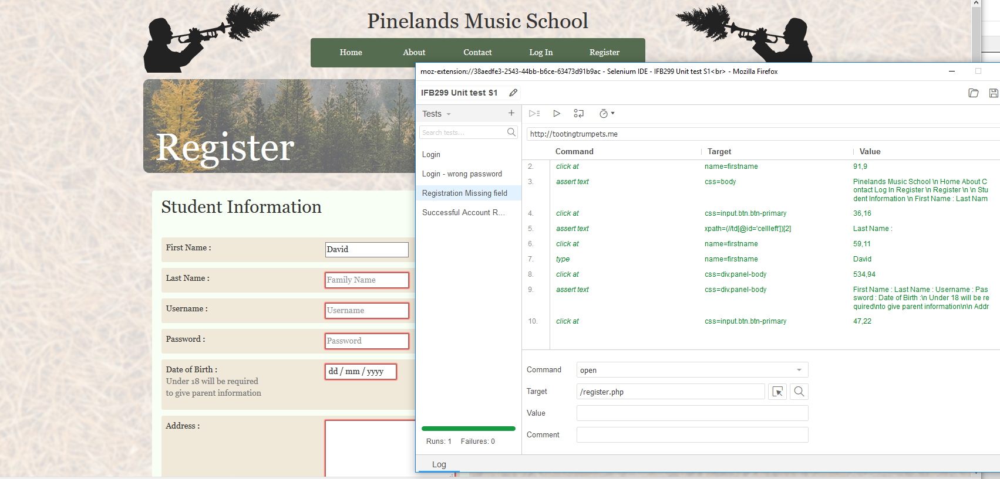 Pinelands Music School
Home About Contact Log In Register
Register
Student Information
First Name :
David
Last Name :
Family Name
Username :
Username
Password :
Password
Date of Birth :
dd / mm / yyyy
Under 18 will be required
to give parent information
Address :
moz-extension://38aedfe3-2543-44bb-b6ce-63473d91b9ac - Selenium IDE - IFB299 Unit test S1<br> - Mozilla Firefox
IFB299 Unit test S1
Tests
+
Search tests...
Login
Login - wrong password
Registration Missing field
Successful Account R...
Runs: 1 Failures: 0
http://tootingtrumpets.me
Command Target Value
2. click at name=firstname 91,9
3. assert text css=body Pinelands Music School \n Home About C
ontact Log In Register \n Register \n \n Stu
dent Information \n First Name : Last Nam
4. click at css=input.btn.btn-primary 36,16
5. assert text xpath=(//td[@id='cellleft'])[2] Last Name :
6. click at name=firstname 59,11
7. type name=firstname David
8. click at css=div.panel-body 534,94
9. assert text css=div.panel-body First Name : Last Name : Username : Pas
sword : Date of Birth :\n Under 18 will be re
quired\nto give parent information\n\n Addr
10. click at css=input.btn.btn-primary 47,22
Command open
Target /register.php
Value
Comment
Log